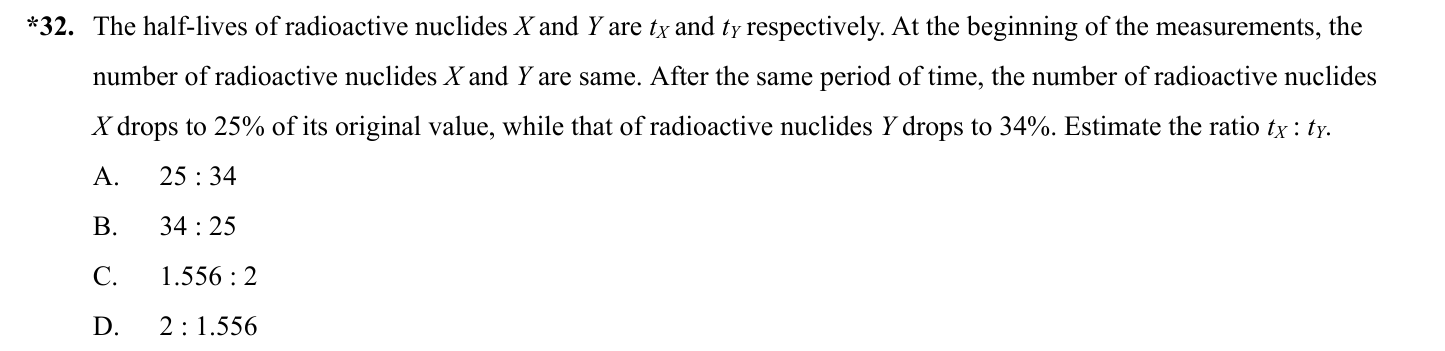 *32. The half-lives of radioactive nuclides X and Y are tX and tY respectively. At the beginning of the measurements, the
number of radioactive nuclides X and Y are same. After the same period of time, the number of radioactive nuclides
X drops to 25% of its original value, while that of radioactive nuclides Y drops to 34%. Estimate the ratio tX : tY.
A. 25 : 34
B. 34 : 25
C. 1.556 : 2
D. 2 : 1.556